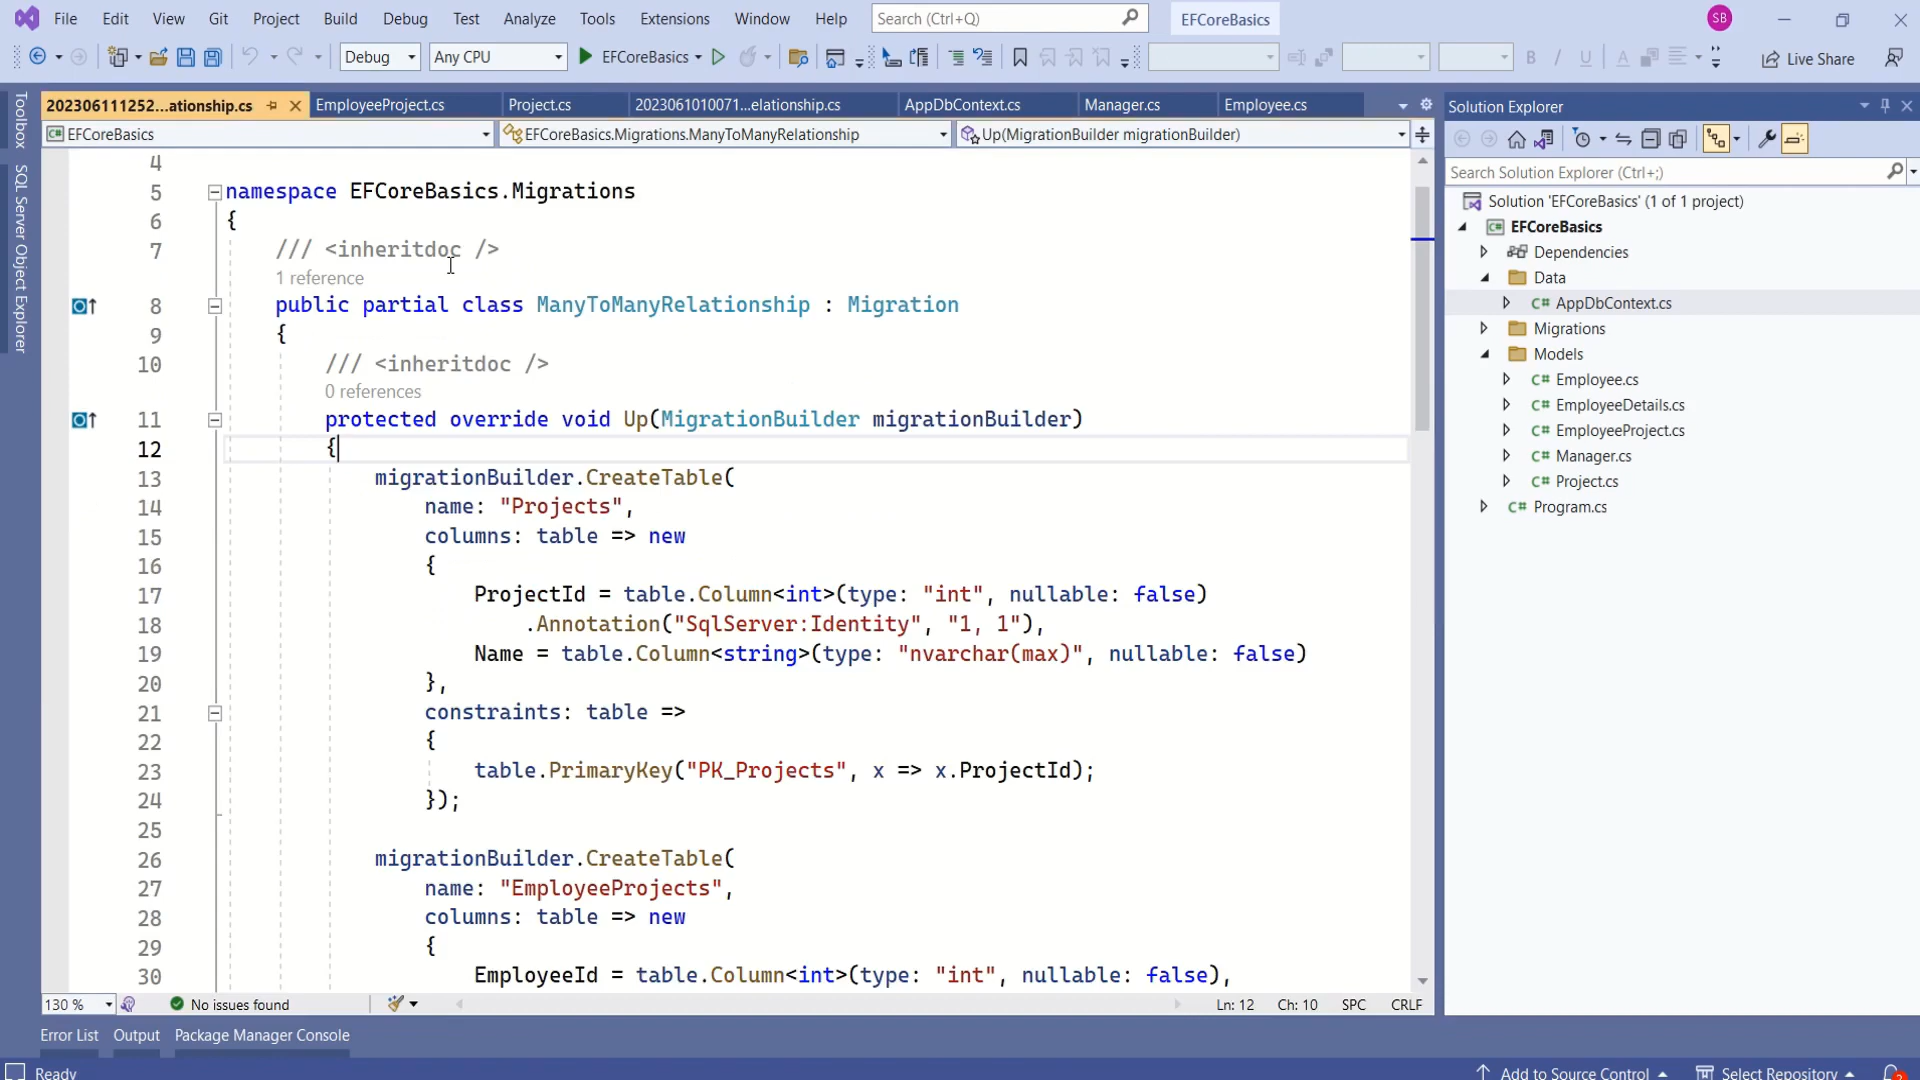 File Edit View Git Project Build Debug Test Analyze Tools Extensions Window Help Search (Ctrl+Q) EFCoreBasics SB
Debug Any CPU EFCoreBasics Live Share
202306111252...ationship.cs EmployeeProject.cs Project.cs 2023061010071...elationship.cs AppDbContext.cs Manager.cs Employee.cs
EFCoreBasics EFCoreBasics.Migrations.ManyToManyRelationship Up(MigrationBuilder migrationBuilder)
Toolbox
SQL Server Object Explorer
4
5 namespace EFCoreBasics.Migrations
6 {
7 /// <inheritdoc />
1 reference
8 public partial class ManyToManyRelationship : Migration
9 {
10 /// <inheritdoc />
0 references
11 protected override void Up(MigrationBuilder migrationBuilder)
12 {
13 migrationBuilder.CreateTable(
14 name: "Projects",
15 columns: table => new
16 {
17 ProjectId = table.Column<int>(type: "int", nullable: false)
18 .Annotation("SqlServer:Identity", "1, 1"),
19 Name = table.Column<string>(type: "nvarchar(max)", nullable: false)
20 },
21 constraints: table =>
22 {
23 table.PrimaryKey("PK_Projects", x => x.ProjectId);
24 });
25
26 migrationBuilder.CreateTable(
27 name: "EmployeeProjects",
28 columns: table => new
29 {
30 EmployeeId = table.Column<int>(type: "int", nullable: false),
130 % No issues found Ln: 12 Ch: 10 SPC CRLF
Error List Output Package Manager Console
Solution Explorer
Search Solution Explorer (Ctrl+;)
Solution 'EFCoreBasics' (1 of 1 project)
EFCoreBasics
Dependencies
Data
C# AppDbContext.cs
Migrations
Models
C# Employee.cs
C# EmployeeDetails.cs
C# EmployeeProject.cs
C# Manager.cs
C# Project.cs
C# Program.cs
Ready Add to Source Control Select Repository